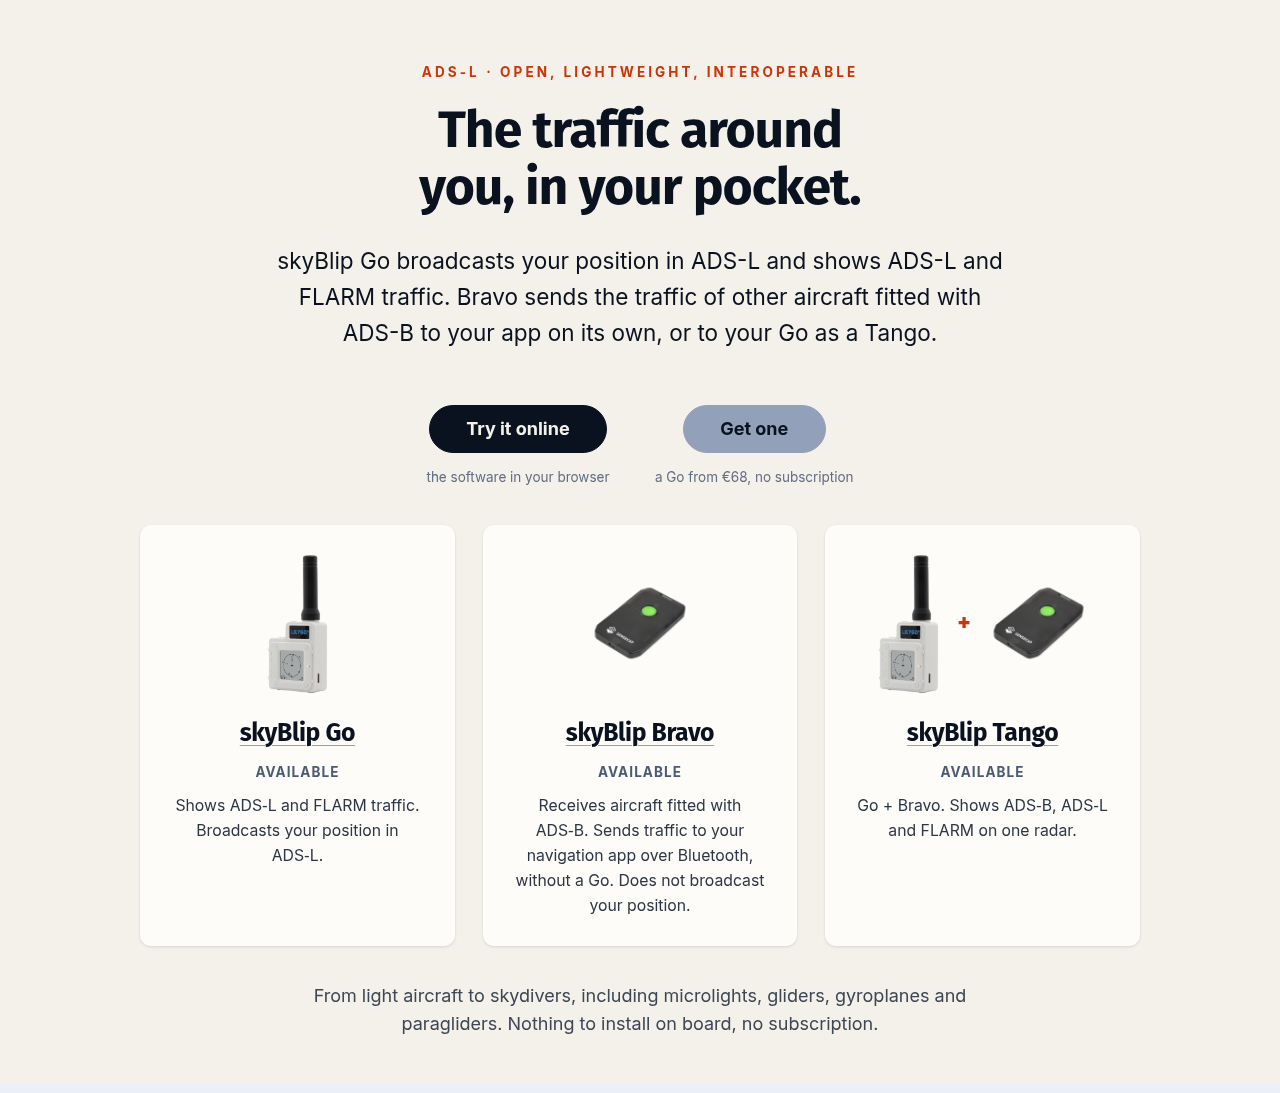 ADS-L · OPEN, LIGHTWEIGHT, INTEROPERABLE
The traffic around
you, in your pocket.
skyBlip Go broadcasts your position in ADS-L and shows ADS-L and
FLARM traffic. Bravo sends the traffic of other aircraft fitted with
ADS-B to your app on its own, or to your Go as a Tango.
Try it online
Get one
the software in your browser
a Go from €68, no subscription
+
skyBlip Go
AVAILABLE
Shows ADS-L and FLARM traffic.
Broadcasts your position in
ADS-L.
skyBlip Bravo
AVAILABLE
Receives aircraft fitted with
ADS-B. Sends traffic to your
navigation app over Bluetooth,
without a Go. Does not broadcast
your position.
skyBlip Tango
AVAILABLE
Go + Bravo. Shows ADS-B, ADS-L
and FLARM on one radar.
From light aircraft to skydivers, including microlights, gliders, gyroplanes and
paragliders. Nothing to install on board, no subscription.